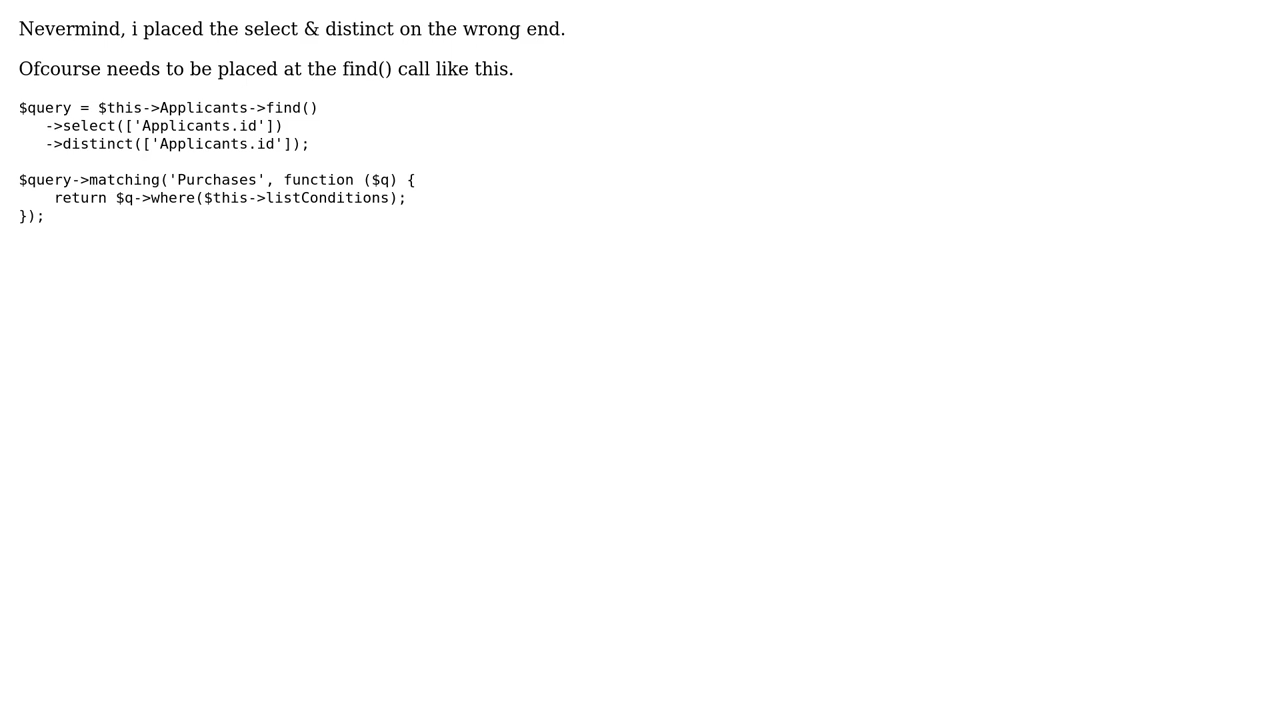 Nevermind, i placed the select & distinct on the wrong end.
Ofcourse needs to be placed at the find() call like this.
$query = $this->Applicants->find()
   ->select(['Applicants.id'])
   ->distinct(['Applicants.id']);

$query->matching('Purchases', function ($q) {
    return $q->where($this->listConditions);
});